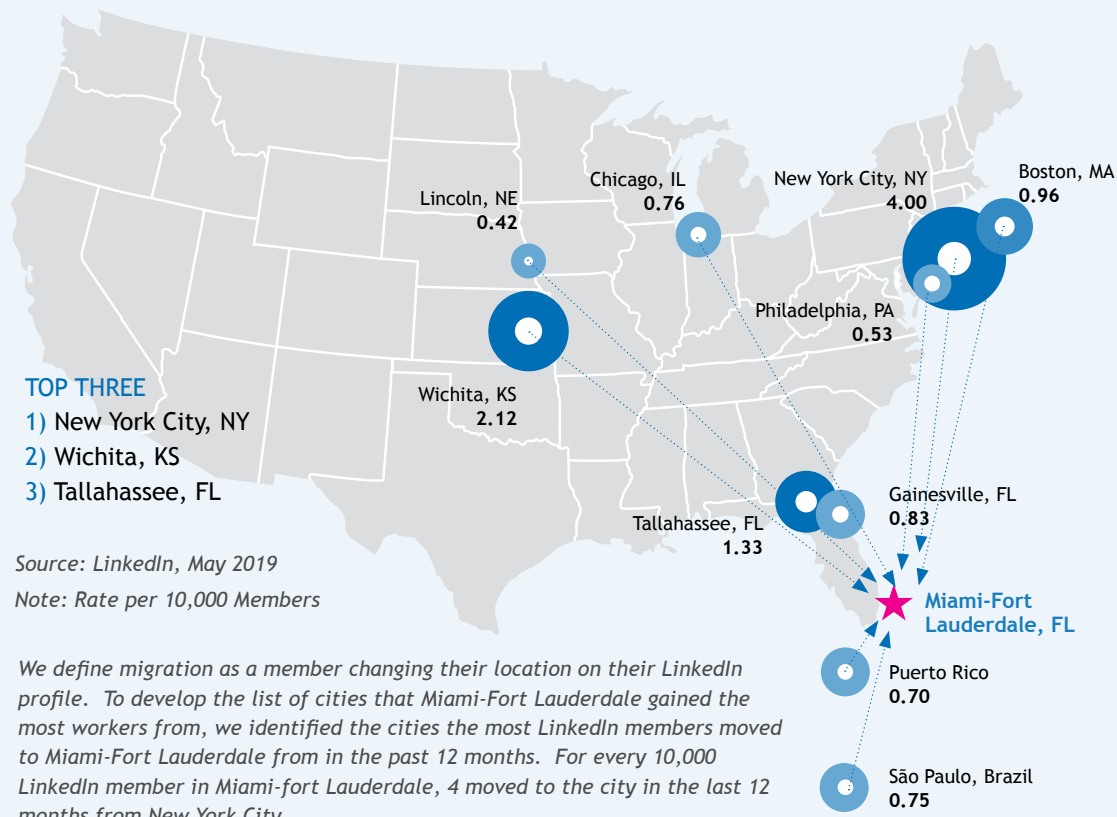 Boston, MA
0.96
New York City, NY
4.00
Chicago, IL
0.76
Lincoln, NE
0.42
Philadelphia, PA
0.53
Wichita, KS
2.12
TOP THREE
1) New York City, NY
2) Wichita, KS
3) Tallahassee, FL
Gainesville, FL
0.83
Tallahassee, FL
1.33
Source: LinkedIn, May 2019
Note: Rate per 10,000 Members
Miami-Fort
Lauderdale, FL
Puerto Rico
0.70
São Paulo, Brazil
0.75
We define migration as a member changing their location on their LinkedIn
profile. To develop the list of cities that Miami-Fort Lauderdale gained the
most workers from, we identified the cities the most LinkedIn members moved
to Miami-Fort Lauderdale from in the past 12 months. For every 10,000
LinkedIn member in Miami-fort Lauderdale, 4 moved to the city in the last 12
months from New York City